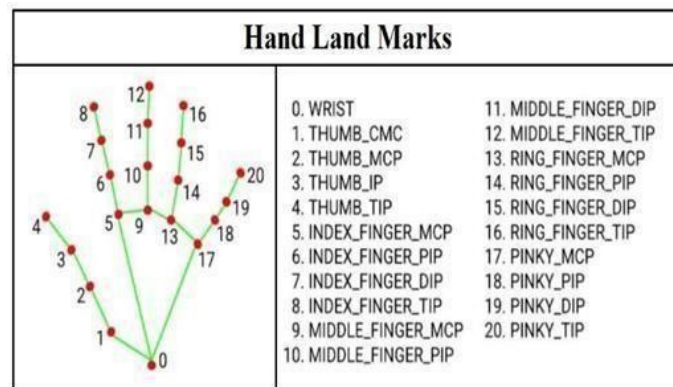 Hand Land Marks
12
8
16
11
7
15
20
6
10
14
19
4
5
9
13
18
3
17
2
1
0
0. WRIST
1. THUMB_CMC
2. THUMB_MCP
3. THUMB_IP
4. THUMB_TIP
5. INDEX_FINGER_MCP
6. INDEX_FINGER_PIP
7. INDEX_FINGER_DIP
8. INDEX_FINGER_TIP
9. MIDDLE_FINGER_MCP
10. MIDDLE_FINGER_PIP
11. MIDDLE_FINGER_DIP
12. MIDDLE_FINGER_TIP
13. RING_FINGER_MCP
14. RING_FINGER_PIP
15. RING_FINGER_DIP
16. RING_FINGER_TIP
17. PINKY_MCP
18. PINKY_PIP
19. PINKY_DIP
20. PINKY_TIP